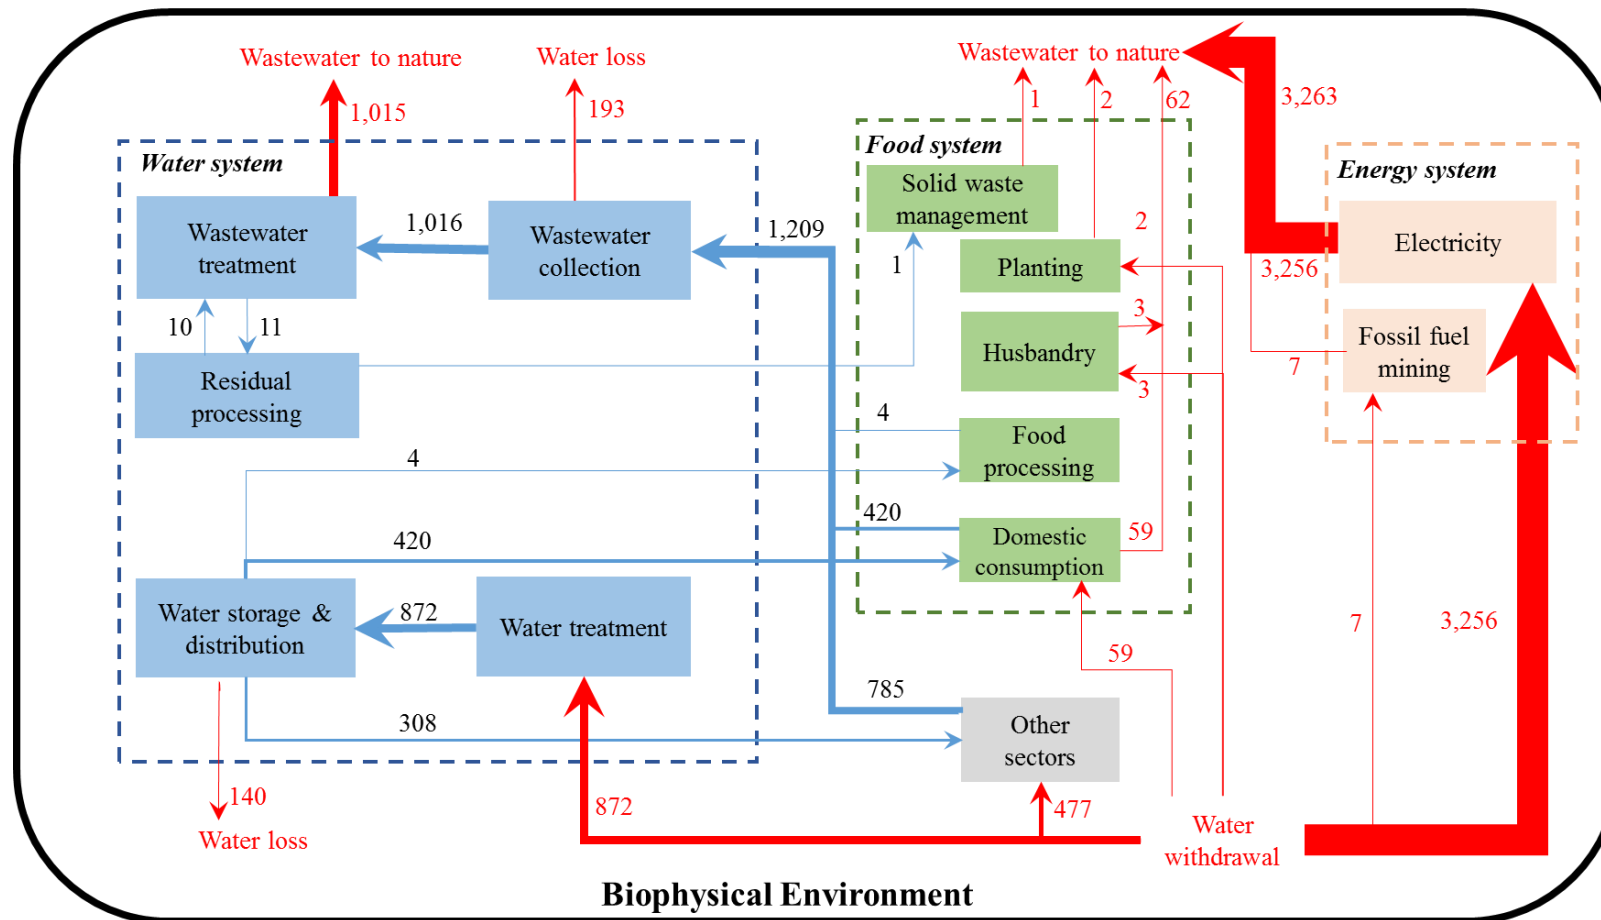 Wastewater to nature
Water loss
Wastewater to nature
1,015
193
1
2
62
3,263
Water system
Food system
Energy system
Wastewater
treatment
1,016
Wastewater
collection
1,209
Solid waste
management
1
Planting
2
3,256
Electricity
10
11
Residual
processing
Husbandry
3
3
7
Fossil fuel
mining
4
4
Food
processing
420
420
Domestic
consumption
59
Water storage &
distribution
872
Water treatment
59
7
3,256
308
785
Other
sectors
140
Water loss
872
477
Water
withdrawal
Biophysical Environment